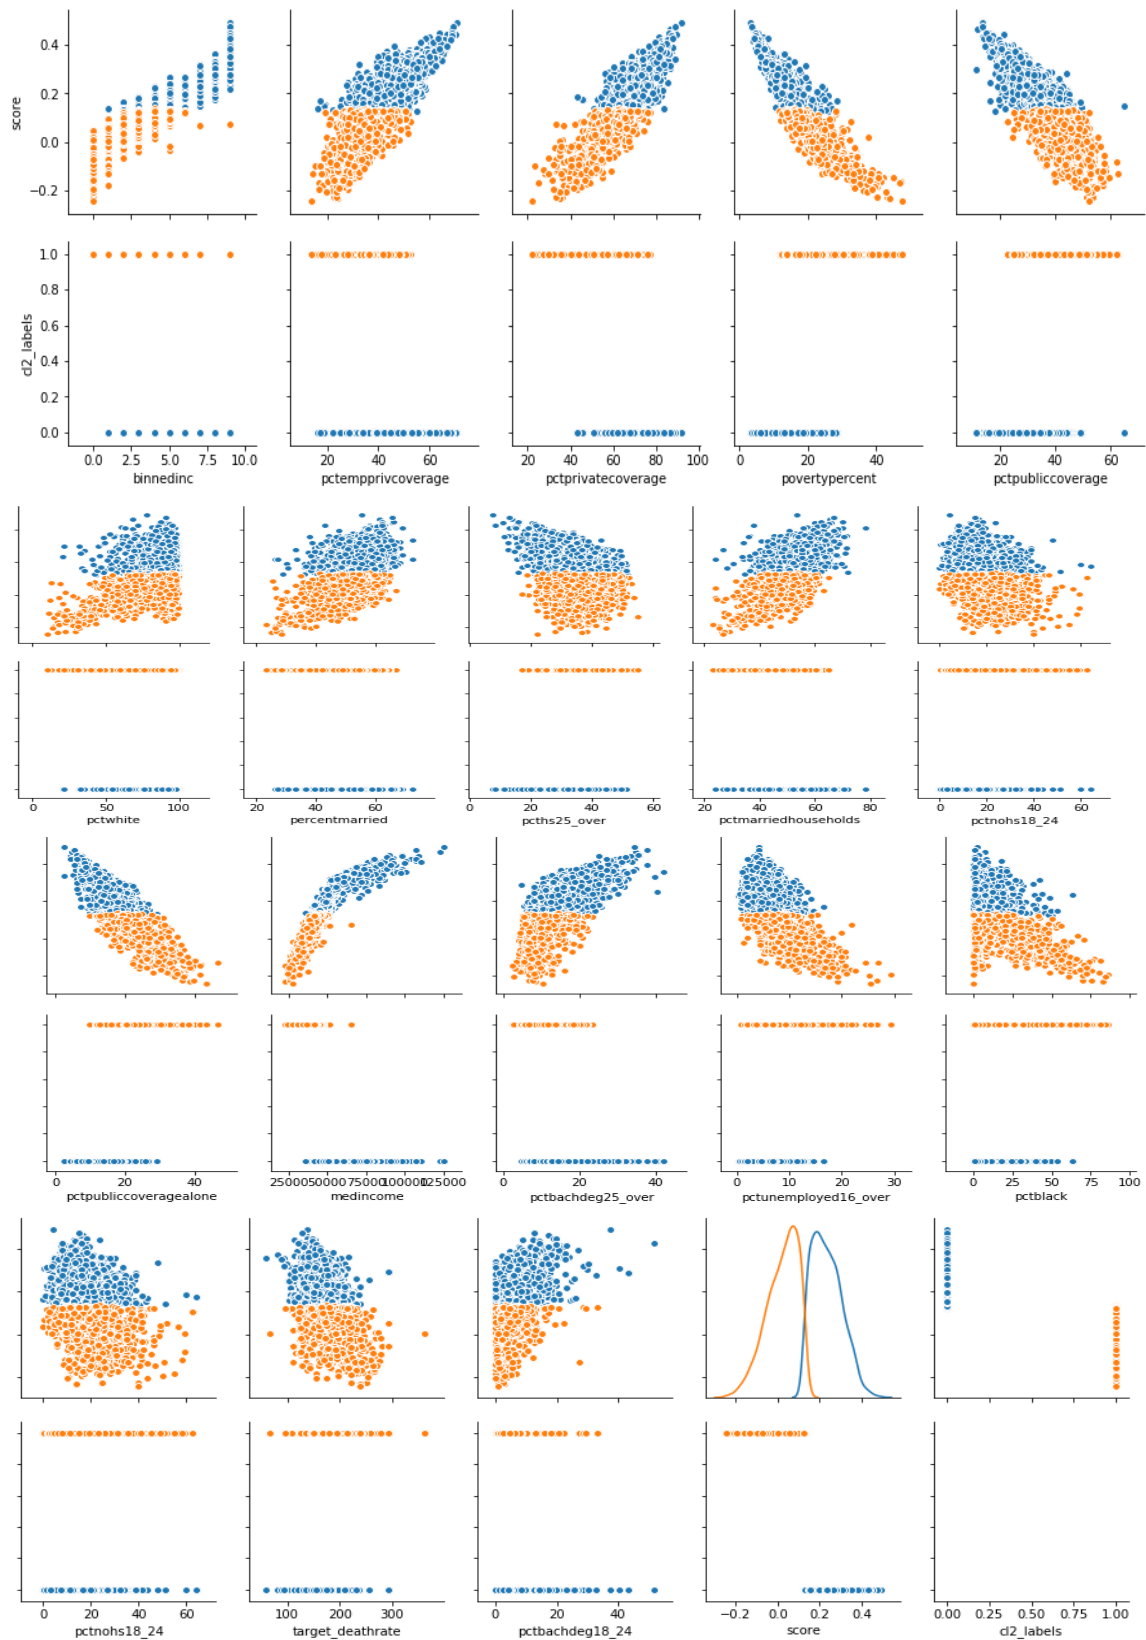 score
0.4
0.2
0.0
−0.2
cl2_labels
1.0
0.8
0.6
0.4
0.2
0.0
0.0 2.5 5.0 7.5 10.0 20 40 60 20 40 60 80 100 0 20 40 20 40 60
binnedinc pctempprivcoverage pctprivatecoverage povertypercent pctpubliccoverage
0 50 100 20 40 60 0 20 40 60 20 40 60 80 0 20 40 60
pctwhite percentmarried pcths25_over pctmarriedhouseholds pctnohs18_24
0 20 40 25000 50000 75000 100000 125000 0 20 40 0 10 20 30 0 25 50 75 100
pctpubliccoveragealone medincome pctbachdeg25_over pctunemployed16_over pctblack
0 20 40 60 100 200 300 0 20 40 −0.2 0.0 0.2 0.4 0.00 0.25 0.50 0.75 1.00
pctnohs18_24 target_deathrate pctbachdeg18_24 score cl2_labels